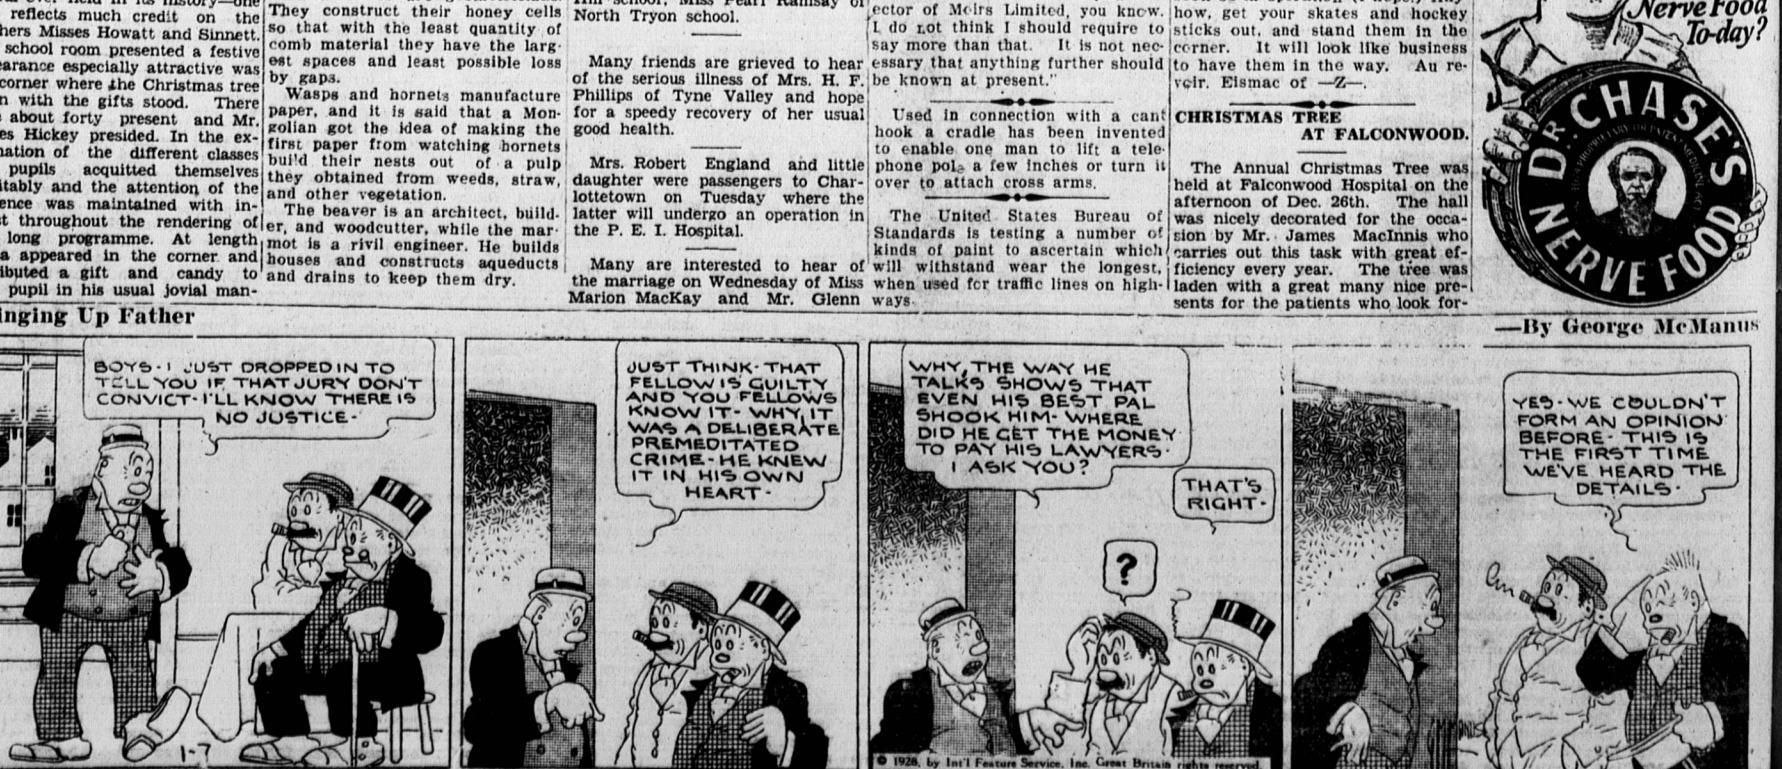 reflects much credit on the
hers Misses Howatt and Sinnett.
school room presented a festive
arance especially attractive was
corner where the Christmas tree
n with the gifts stood. There
about forty present and Mr.
es Hickey presided. In the ex-
nation of the different classes
pupils acquitted themselves
itably and the attention of the
ence was maintained with in-
t throughout the rendering of
long programme. At length
a appeared in the corner and
ibuted a gift and candy to
pupil in his usual jovial man-
They construct their honey cells
so that with the least quantity of
comb material they have the larg-
est spaces and least possible loss
by gaps.
Wasps and hornets manufacture
paper, and it is said that a Mon-
golian got the idea of making the
first paper from watching hornets
build their nests out of a pulp
they obtained from weeds, straw,
and other vegetation.
The beaver is an architect, build-
er, and woodcutter, while the mar-
mot is a rivil engineer. He builds
houses and constructs aqueducts
and drains to keep them dry.
North Tryon school.
Many friends are grieved to hear
of the serious illness of Mrs. H. F.
Phillips of Tyne Valley and hope
for a speedy recovery of her usual
good health.
Mrs. Robert England and little
daughter were passengers to Char-
lottetown on Tuesday where the
latter will undergo an operation in
the P. E. I. Hospital.
Many are interested to hear of
the marriage on Wednesday of Miss
Marion MacKay and Mr. Glenn
ector of Moirs Limited, you know.
I do not think I should require to
say more than that. It is not nec-
essary that anything further should
be known at present."
Used in connection with a cant
hook a cradle has been invented
to enable one man to lift a tele-
phone pole a few inches or turn it
over to attach cross arms.
The United States Bureau of
Standards is testing a number of
kinds of paint to ascertain which
will withstand wear the longest,
when used for traffic lines on high-
ways.
how, get your skates and hockey
sticks out, and stand them in the
corner. It will look like business
to have them in the way. Au re-
voir. Eismac of —Z—.
CHRISTMAS TREE
AT FALCONWOOD.
The Annual Christmas Tree was
held at Falconwood Hospital on the
afternoon of Dec. 26th. The hall
was nicely decorated for the occa-
sion by Mr. James MacInnis who
carries out this task with great ef-
ficiency every year. The tree was
laden with a great many nice pre-
sents for the patients who look for-
Nerve Food
To-day?
DR. CHASE'S
NERVE FOOD
inging Up Father
—By George McManus
BOYS - I JUST DROPPED IN TO
TELL YOU IF THAT JURY DON'T
CONVICT - I'LL KNOW THERE IS
NO JUSTICE -
1-7
JUST THINK - THAT
FELLOW IS GUILTY
AND YOU FELLOWS
KNOW IT - WHY, IT
WAS A DELIBERATE
PREMEDITATED
CRIME - HE KNEW
IT IN HIS OWN
HEART -
WHY, THE WAY HE
TALKS SHOWS THAT
EVEN HIS BEST PAL
SHOOK HIM - WHERE
DID HE GET THE MONEY
TO PAY HIS LAWYERS -
I ASK YOU?
THAT'S
RIGHT -
?
© 1928, by Int'l Feature Service, Inc. Great Britain rights reserved.
YES - WE COULDN'T
FORM AN OPINION
BEFORE - THIS IS
THE FIRST TIME
WE'VE HEARD THE
DETAILS -